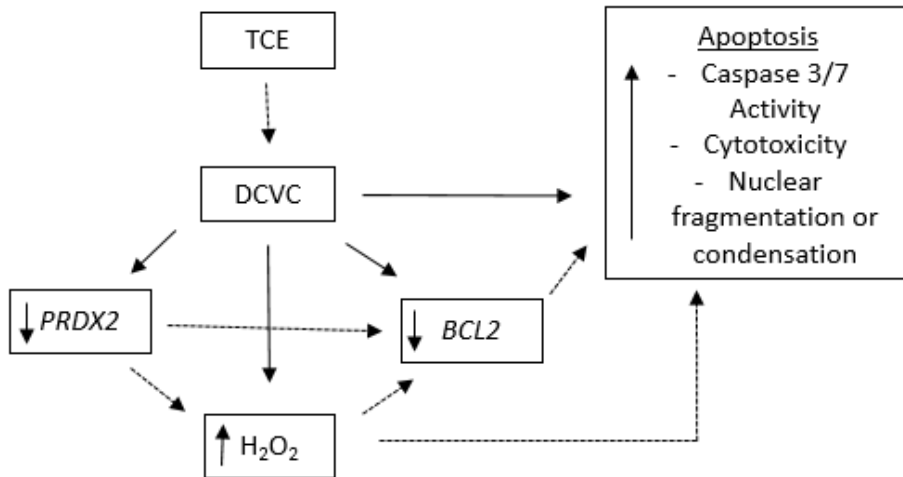 TCE
DCVC
PRDX2
BCL2
H₂O₂
Apoptosis
- Caspase 3/7
Activity
- Cytotoxicity
- Nuclear
fragmentation or
condensation